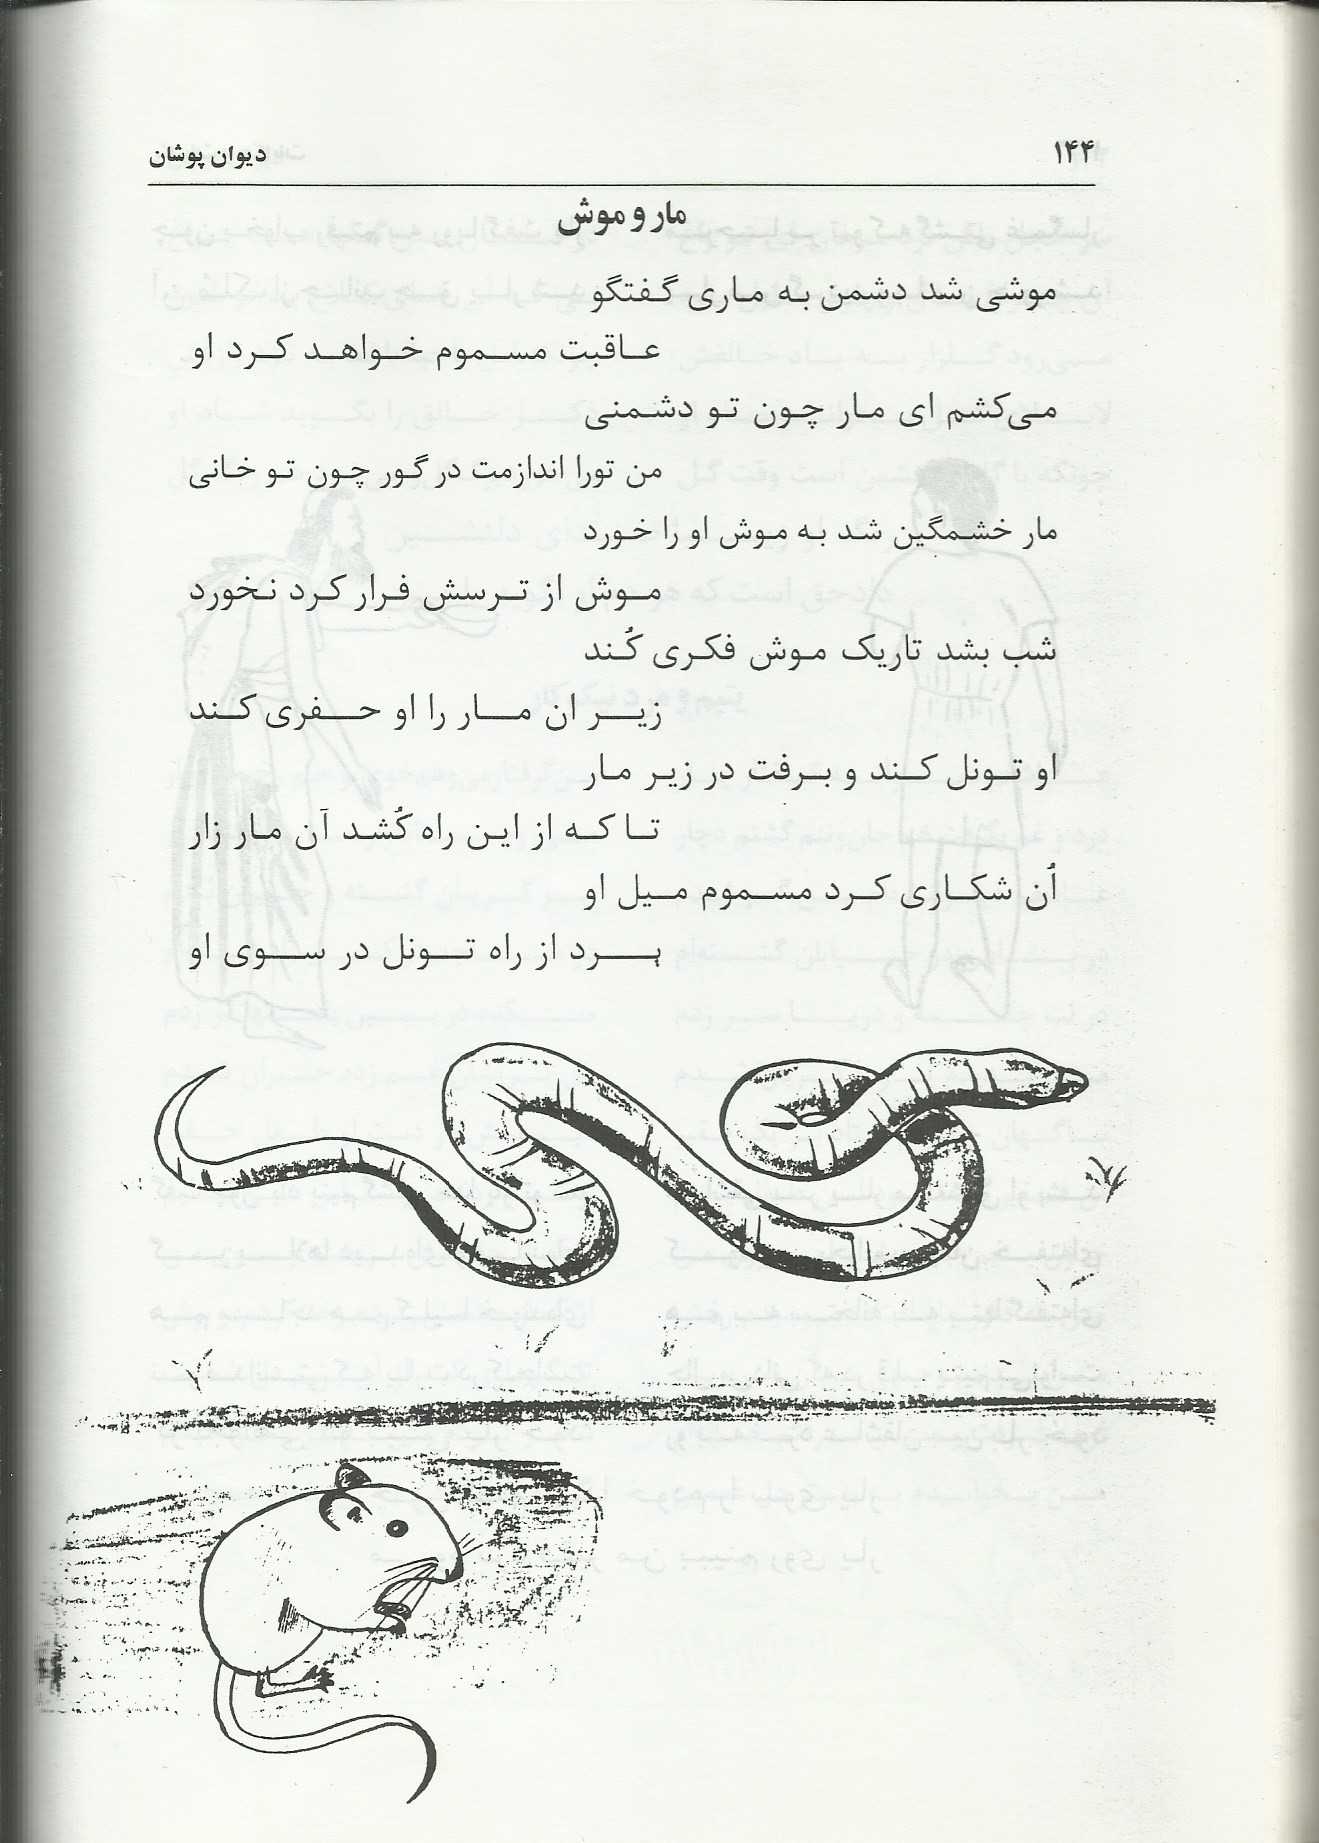 ۱۴۴ دیوان پوشان
مار و موش
موشی شد دشمن به ماری گفتگو
عاقبت مسموم خواهد کرد او
می‌کشم ای مار چون تو دشمنی
من تورا اندازمت در گور چون تو خانی
مار خشمگین شد به موش او را خورد
موش از ترسش فرار کرد نخورد
شب بشد تاریک موش فکری کُند
زیر ان مار را او حفری کند
او تونل کند و برفت در زیر مار
تا که از این راه کُشد آن مار زار
اُن شکاری کرد مسموم میل او
برد از راه تونل در سوی او